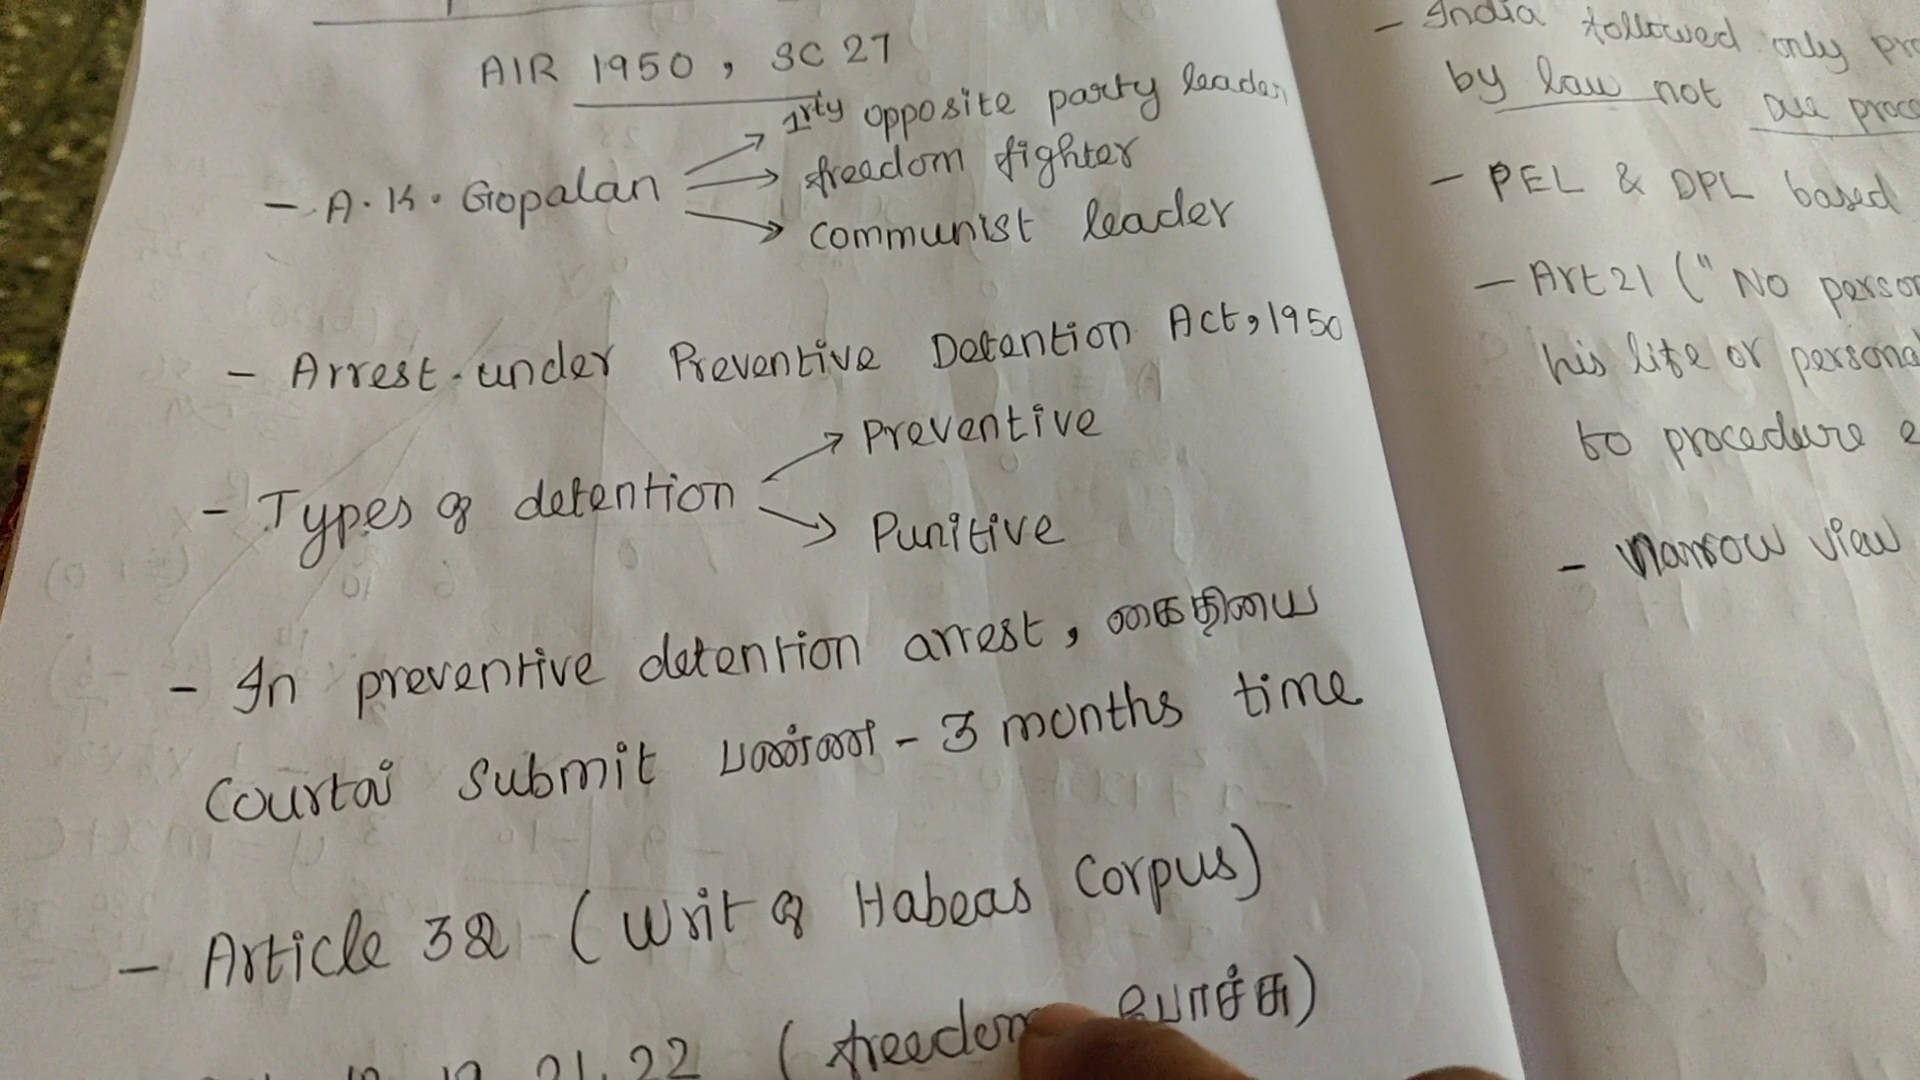 AIR 1950, SC 27
- A.K. Gopalan → 1rty opposite party leader
→ freedom fighter
→ Communist leader
- Arrest under Preventive Detention Act, 1950
- Types of detention → Preventive
→ Punitive
- In preventive detention arrest, கைதியை
submit பண்ண - 3 months time
- Article 32 (Writ of Habeas Corpus)
21, 22 (freedom போச்சு)
- India followed only
by law not due
- PEL & DPL based
- Art 21 ("No person
his life or
to procedure
- Narrow view